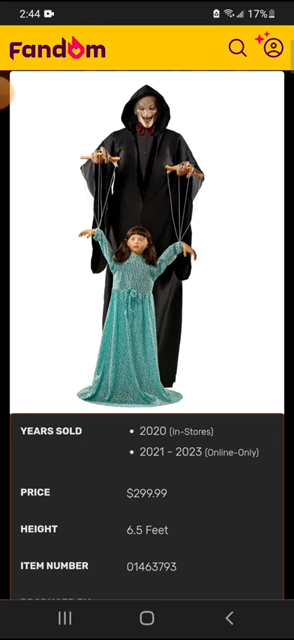 2:44 17%
Fandom
YEARS SOLD
• 2020 (In-Stores)
• 2021 - 2023 (Online-Only)
PRICE $299.99
HEIGHT 6.5 Feet
ITEM NUMBER 01463793